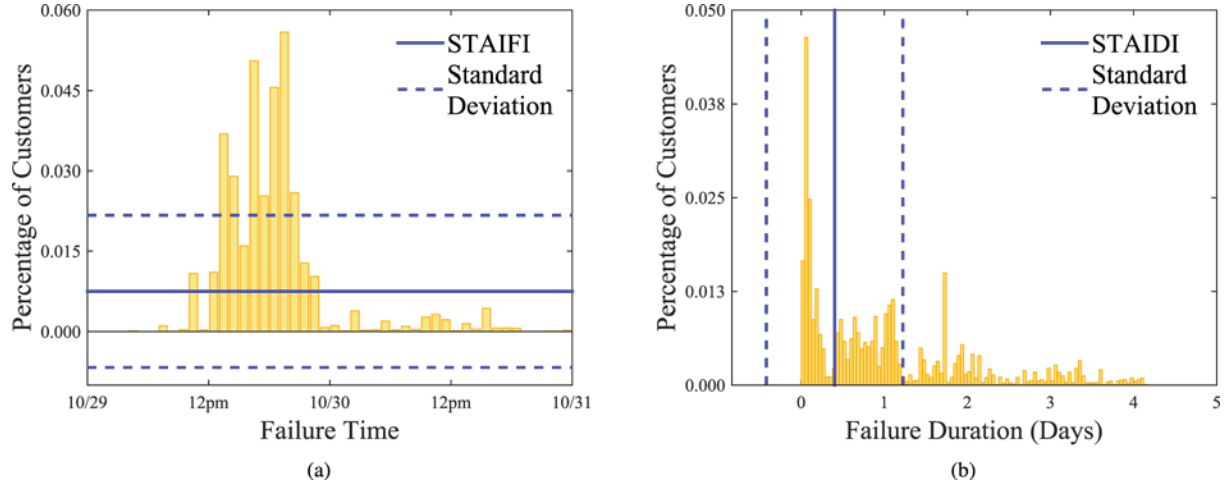 0.060
0.045
0.030
0.015
0.000
Percentage of Customers
STAIFI
Standard
Deviation
10/29
12pm
10/30
12pm
10/31
Failure Time
(a)
0.050
0.038
0.025
0.013
0.000
Percentage of Customers
STAIDI
Standard
Deviation
0
1
2
3
4
5
Failure Duration (Days)
(b)